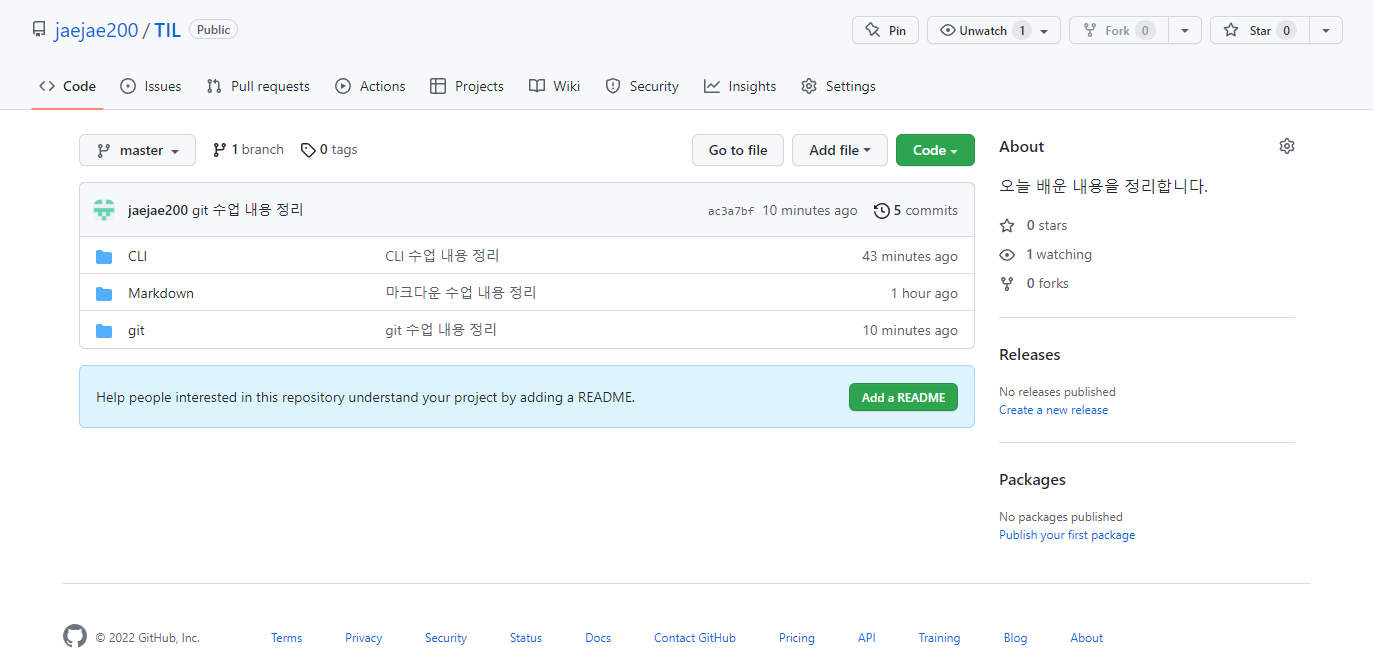 jaejae200 / TIL Public Pin Unwatch 1 Fork 0 Star 0
Code Issues Pull requests Actions Projects Wiki Security Insights Settings
master 1 branch 0 tags Go to file Add file Code
jaejae200 git 수업 내용 정리 ac3a7bf 10 minutes ago 5 commits
CLI CLI 수업 내용 정리 43 minutes ago
Markdown 마크다운 수업 내용 정리 1 hour ago
git git 수업 내용 정리 10 minutes ago
Help people interested in this repository understand your project by adding a README. Add a README
About
오늘 배운 내용을 정리합니다.
0 stars
1 watching
0 forks
Releases
No releases published
Create a new release
Packages
No packages published
Publish your first package
© 2022 GitHub, Inc. Terms Privacy Security Status Docs Contact GitHub Pricing API Training Blog About